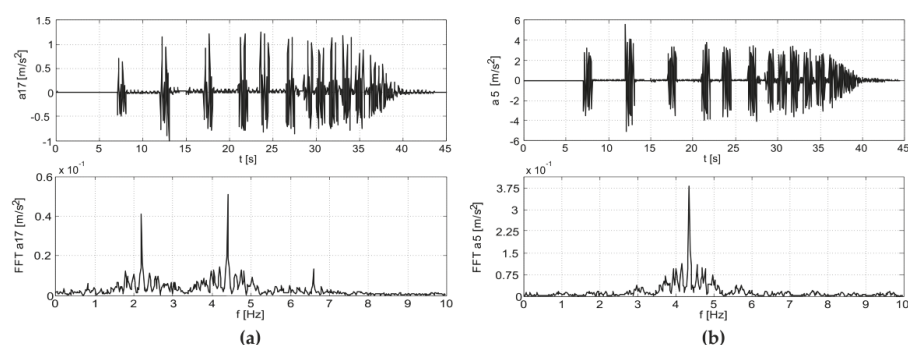 1.5
1
0.5
0
-0.5
-1
a17 [m/s²]
0 5 10 15 20 25 30 35 40 45
t [s]
6
4
2
0
-2
-4
-6
a 5 [m/s²]
0 5 10 15 20 25 30 35 40 45
t [s]
x 10⁻¹
0.6
0.4
0.2
0
FFT a17 [m/s²]
0 1 2 3 4 5 6 7 8 9 10
f [Hz]
x 10⁻¹
3.75
3
2.25
1.5
0.75
0
FFT a 5 [m/s²]
0 1 2 3 4 5 6 7 8 9 10
f [Hz]
(a)
(b)